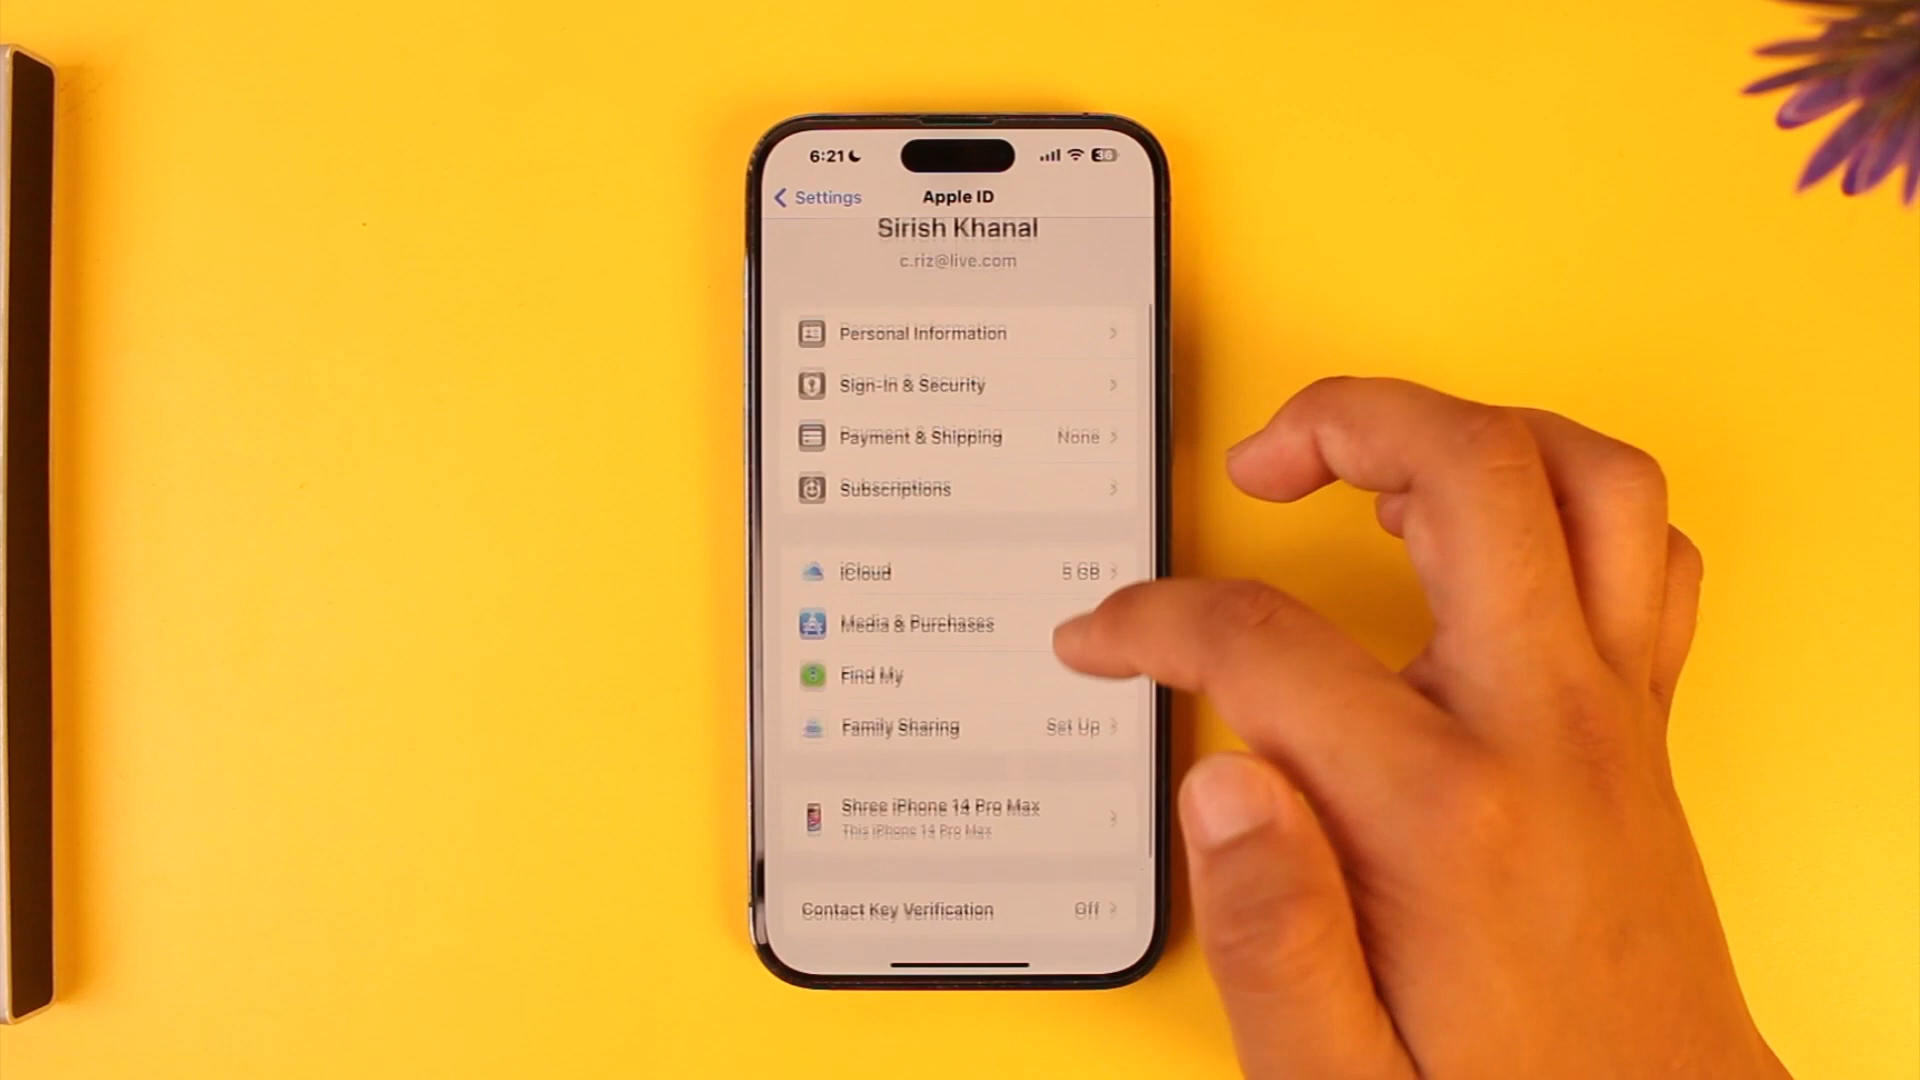 6:21
38
Settings
Apple ID
Sirish Khanal
c.riz@live.com
Personal Information
Sign-In & Security
Payment & Shipping None
Subscriptions
iCloud 5 GB
Media & Purchases
Find My
Family Sharing Set Up
Shree iPhone 14 Pro Max
This iPhone 14 Pro Max
Contact Key Verification Off